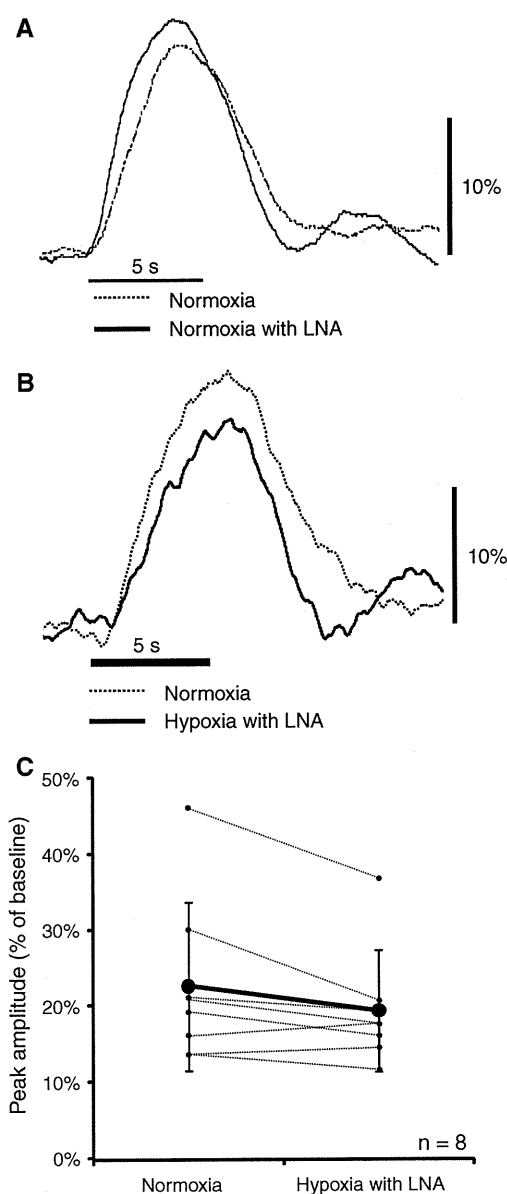 A
10%
5 s
Normoxia
Normoxia with LNA
B
10%
5 s
Normoxia
Hypoxia with LNA
C
Peak amplitude (% of baseline)
50%
40%
30%
20%
10%
0%
n = 8
Normoxia
Hypoxia with LNA